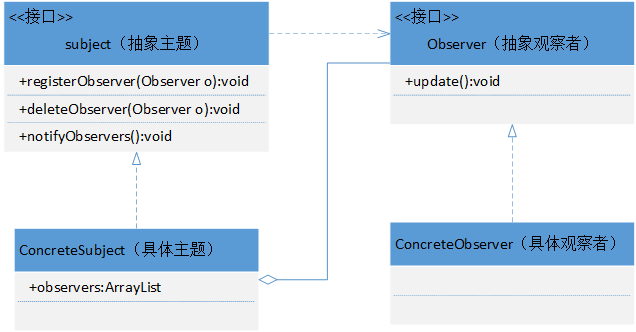 <<接口>>
subject（抽象主题）
+registerObserver(Observer o):void
+deleteObserver(Observer o):void
+notifyObservers():void
<<接口>>
Observer（抽象观察者）
+update():void
ConcreteSubject（具体主题）
+observers:ArrayList
ConcreteObserver（具体观察者）